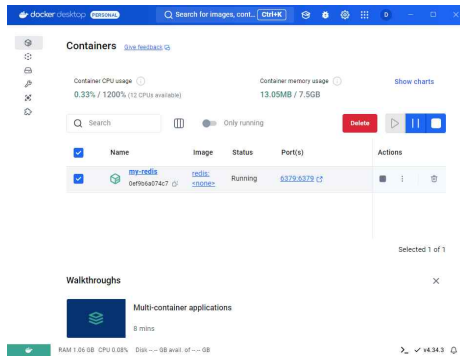 docker desktop PERSONAL
Search for images, cont... Ctrl+K
D
Containers Give feedback
Container CPU usage
0.33% / 1200% (12 CPUs available)
Container memory usage
13.05MB / 7.5GB
Show charts
Search
Only running
Delete
Name Image Status Port(s) Actions
my-redis
0ef9b6a074c7
redis:
<none>
Running
6379:6379
Selected 1 of 1
Walkthroughs
Multi-container applications
8 mins
RAM 1.06 GB CPU 0.08% Disk --.-- GB avail. of --.-- GB
v4.34.3